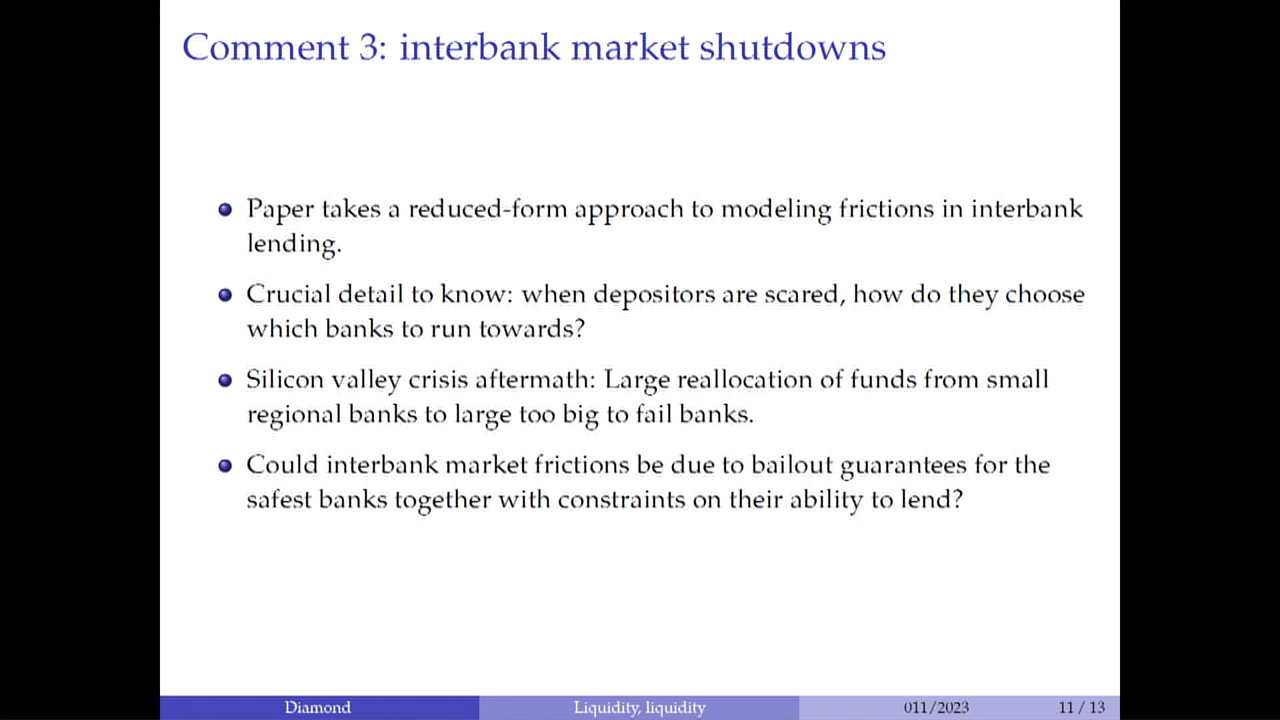 Comment 3: interbank market shutdowns
Paper takes a reduced-form approach to modeling frictions in interbank
lending.
Crucial detail to know: when depositors are scared, how do they choose
which banks to run towards?
Silicon valley crisis aftermath: Large reallocation of funds from small
regional banks to large too big to fail banks.
Could interbank market frictions be due to bailout guarantees for the
safest banks together with constraints on their ability to lend?
Diamond Liquidity, liquidity 011/2023 11 / 13